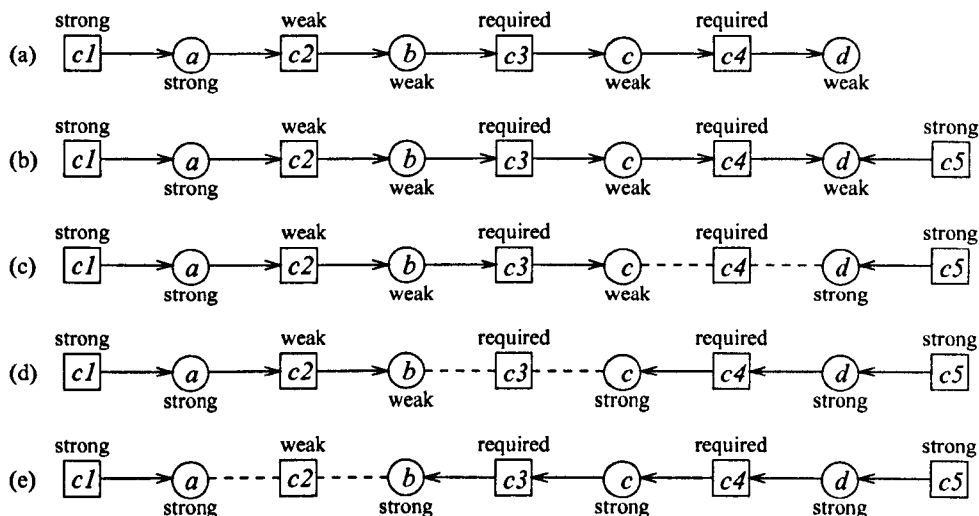 strong weak required required
(a) c1 a c2 b c3 c c4 d
strong weak weak weak
strong weak required required strong
(b) c1 a c2 b c3 c c4 d c5
strong weak weak weak
strong weak required required strong
(c) c1 a c2 b c3 c c4 d c5
strong weak weak strong
strong weak required required strong
(d) c1 a c2 b c3 c c4 d c5
strong weak strong strong
strong weak required required strong
(e) c1 a c2 b c3 c c4 d c5
strong strong strong strong